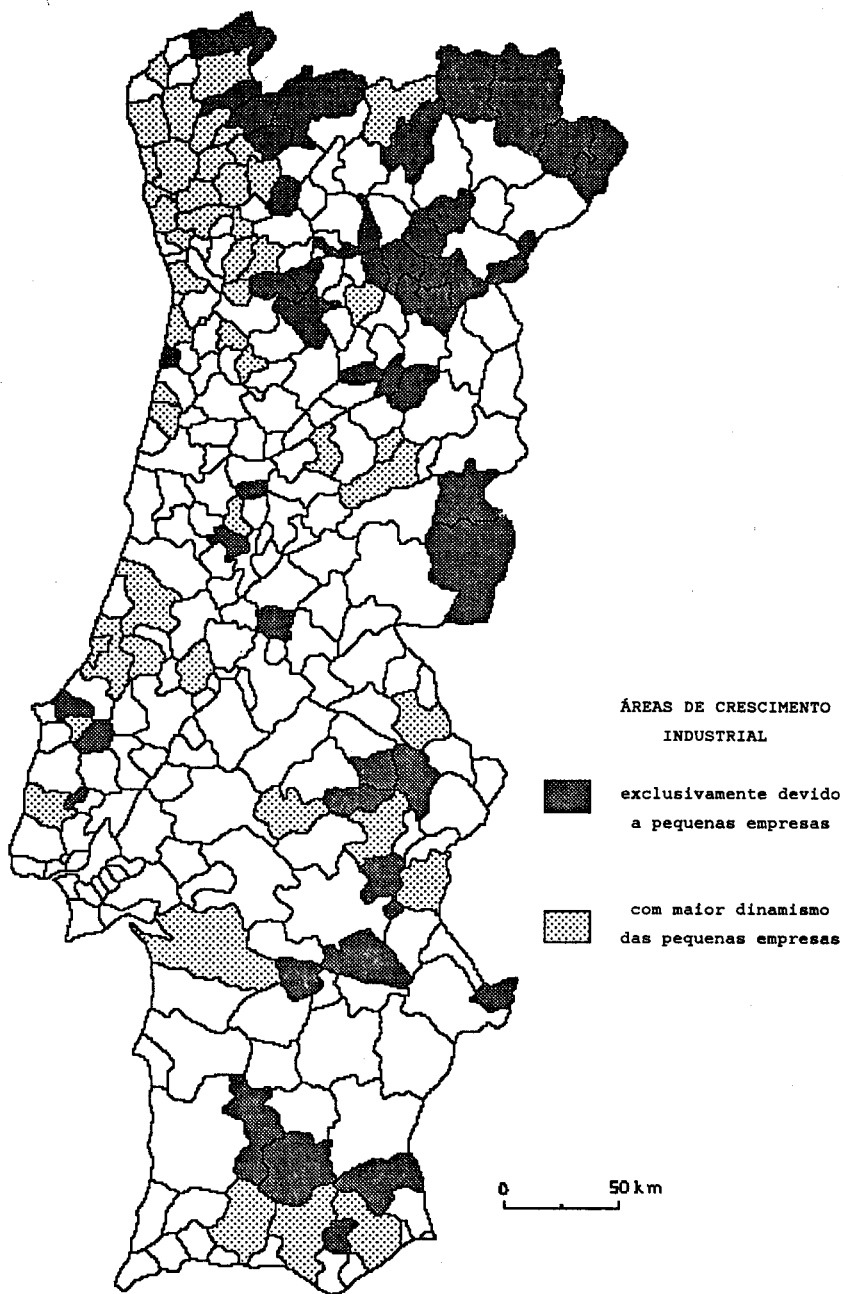 ÁREAS DE CRESCIMENTO
INDUSTRIAL
exclusivamente devido
a pequenas empresas
com maior dinamismo
das pequenas empresas
0 50 km